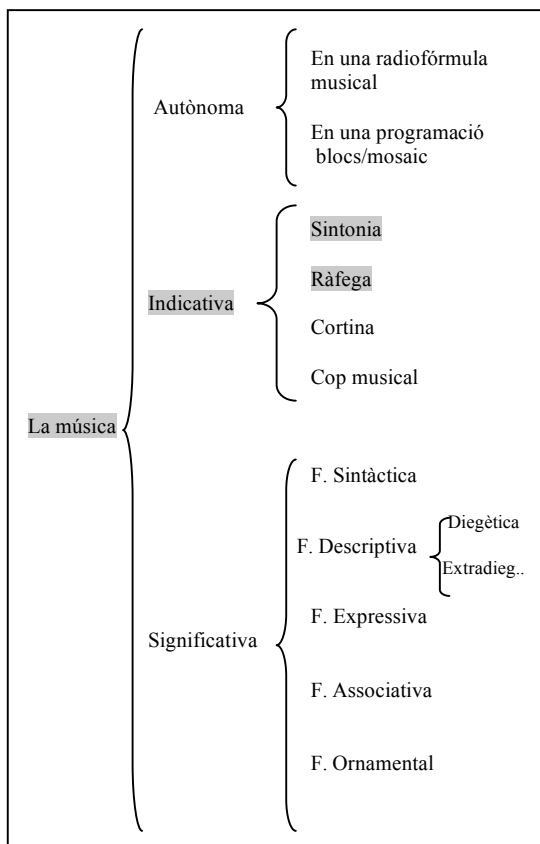 En una radiofórmula
musical
Autònoma
En una programació
blocs/mosaic
Sintonia
Ràfega
Indicativa
Cortina
Cop musical
La música
F. Sintàctica
Diegètica
F. Descriptiva
Extradieg..
F. Expressiva
Significativa
F. Associativa
F. Ornamental